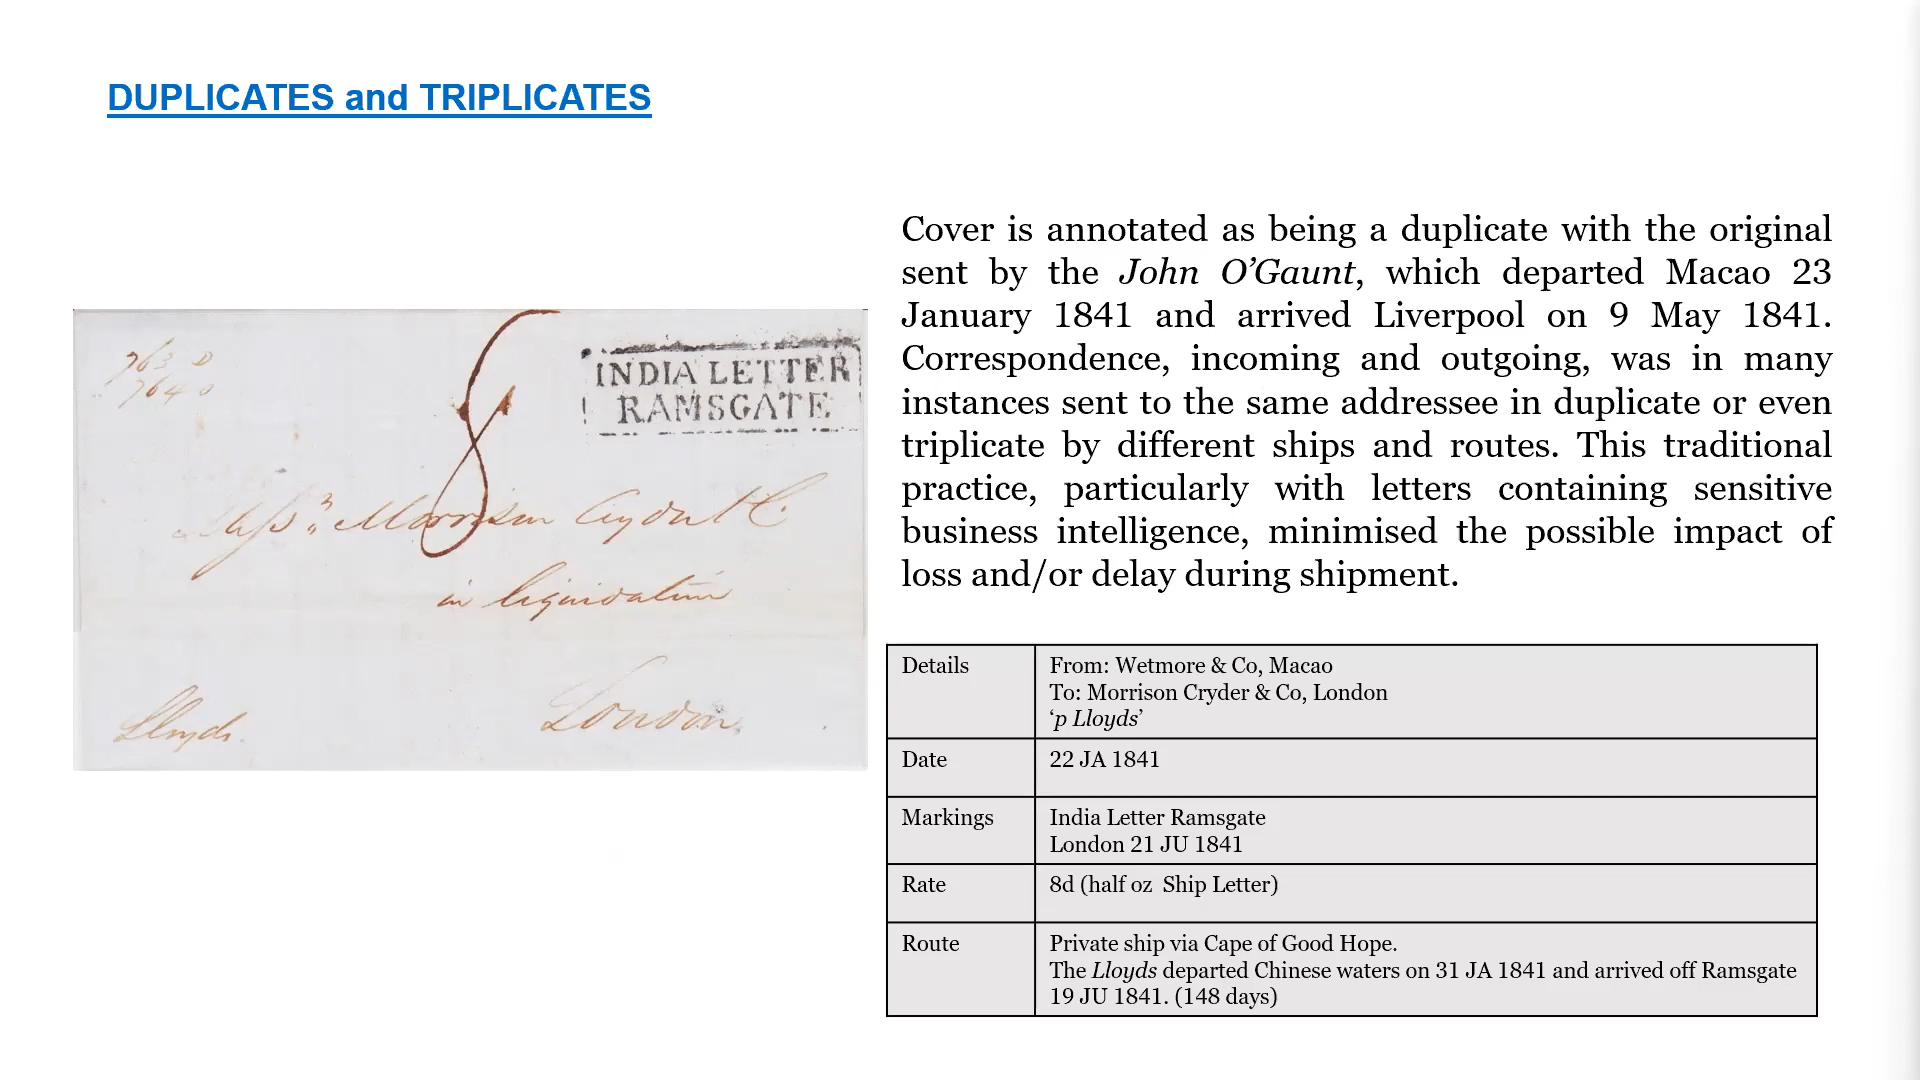 DUPLICATES and TRIPLICATES
Cover is annotated as being a duplicate with the original
sent by the John O’Gaunt, which departed Macao 23
January 1841 and arrived Liverpool on 9 May 1841.
Correspondence, incoming and outgoing, was in many
instances sent to the same addressee in duplicate or even
triplicate by different ships and routes. This traditional
practice, particularly with letters containing sensitive
business intelligence, minimised the possible impact of
loss and/or delay during shipment.
763 D
764
INDIA LETTER
RAMSGATE
8
Morrison Cryder & C.
in liquidation
London
Lloyds
Details
From: Wetmore & Co, Macao
To: Morrison Cryder & Co, London
‘p Lloyds’
Date
22 JA 1841
Markings
India Letter Ramsgate
London 21 JU 1841
Rate
8d (half oz  Ship Letter)
Route
Private ship via Cape of Good Hope.
The Lloyds departed Chinese waters on 31 JA 1841 and arrived off Ramsgate
19 JU 1841. (148 days)